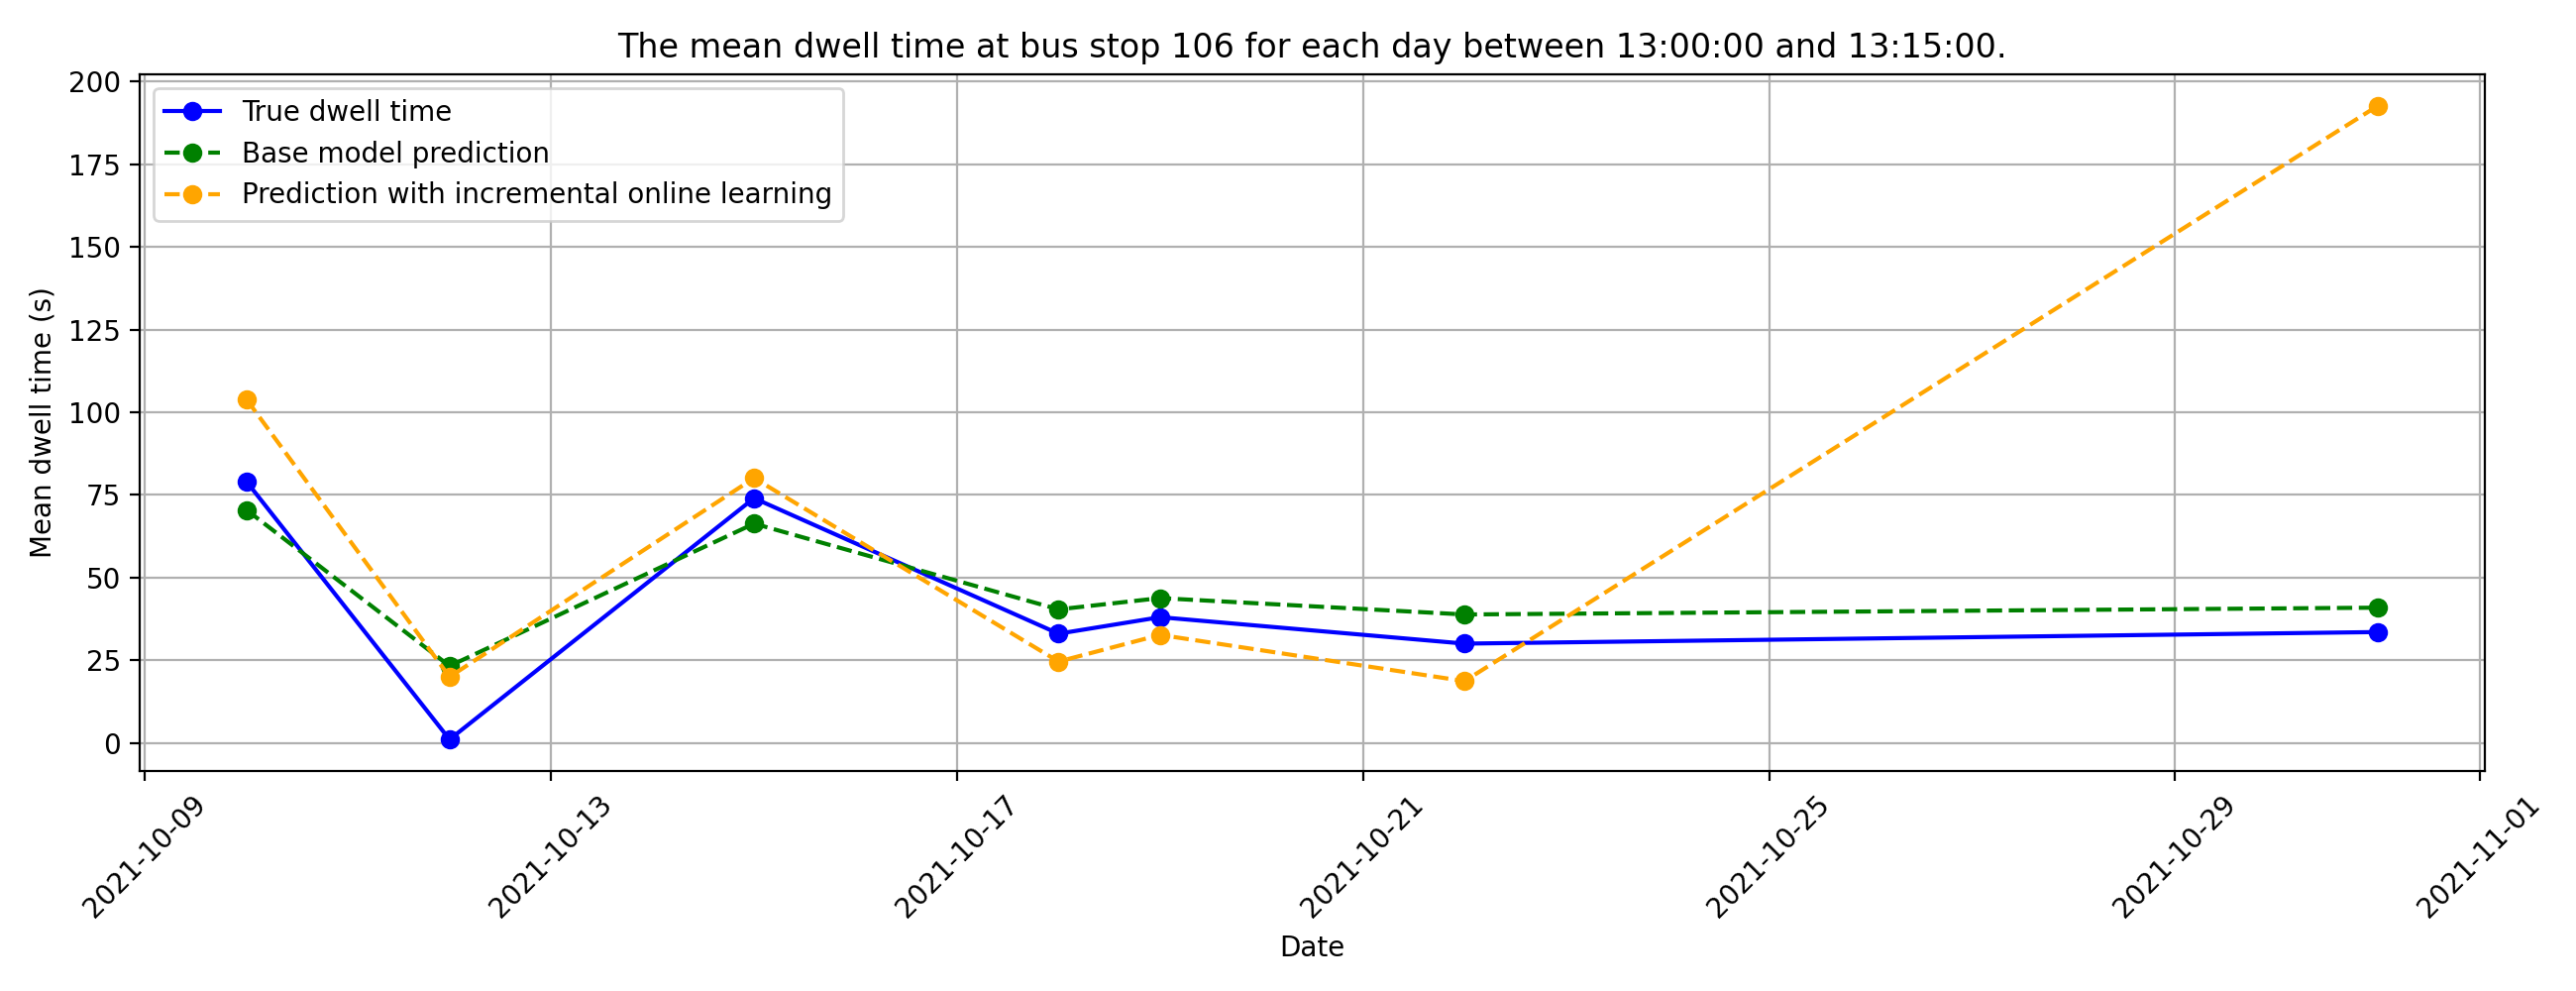 The mean dwell time at bus stop 106 for each day between 13:00:00 and 13:15:00.
True dwell time
Base model prediction
Prediction with incremental online learning
Mean dwell time (s)
200
175
150
125
100
75
50
25
0
2021-10-09
2021-10-13
2021-10-17
2021-10-21
2021-10-25
2021-10-29
2021-11-01
Date